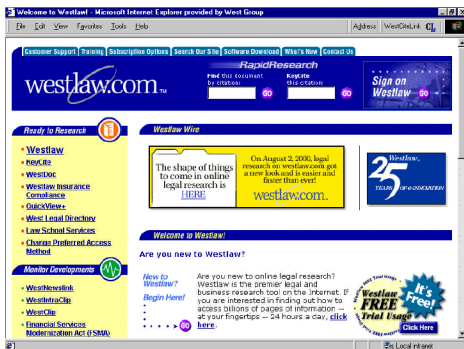 Welcome to Westlaw! - Microsoft Internet Explorer provided by West Group
File Edit View Favorites Tools Help
Address WestCiteLink CL
Customer Support Training Subscription Options Search Our Site Software Download What's New Contact Us
westlaw.com TM
RapidResearch
Find this document
by citation:
GO
KeyCite
this citation:
GO
Sign on
Westlaw GO
Ready to Research
Westlaw
KeyCite
WestDoc
Westlaw Insurance
Compliance
QuickView+
West Legal Directory
Law School Services
Change Preferred Access
Method
Monitor Developments
WestNewslink
WestIntraClip
WestClip
Financial Services
Modernization Act (FSMA)
Westlaw Wire
The shape of things
to come in online
legal research is
HERE
On August 2, 2000, legal
research on westlaw.com got
a new look and is easier and
faster than ever!
westlaw.com.
Westlaw,
25
YEARS OF e-NNOVATION
Welcome to Westlaw!
Are you new to Westlaw?
New to
Westlaw?
Begin Here!
GO
Are you new to online legal research?
Westlaw is the premier legal and
business research tool on the Internet. If
you are interested in finding out how to
access billions of pages of information --
at your fingertips -- 24 hours a day, click
here.
Westlaw
FREE
Trial Usage
It's
Free!
Click Here
Local intranet